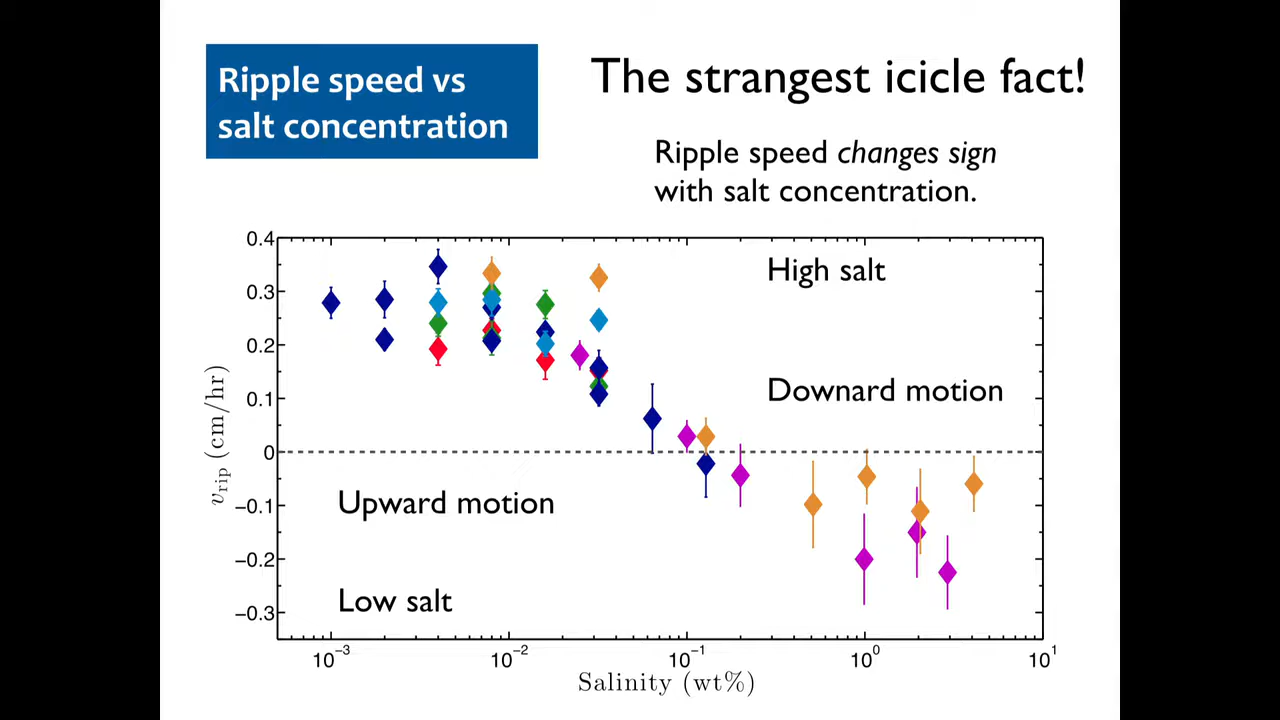 Ripple speed vs
salt concentration
The strangest icicle fact!
Ripple speed changes sign
with salt concentration.
0.4
0.3
0.2
0.1
0
−0.1
−0.2
−0.3
v_rip (cm/hr)
High salt
Downard motion
Upward motion
Low salt
10^−3
10^−2
10^−1
10^0
10^1
Salinity (wt%)